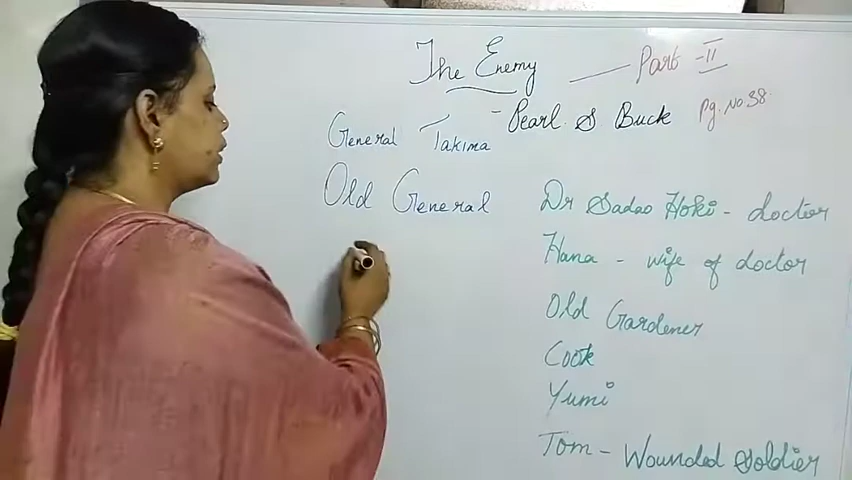 The Enemy — Part - II
- Pearl S Buck Pg. No 38
General Takima
Old General
Dr Sadao Hoki - doctor
Hana - wife of doctor
Old Gardener
Cook
Yumi
Tom - Wounded Soldier